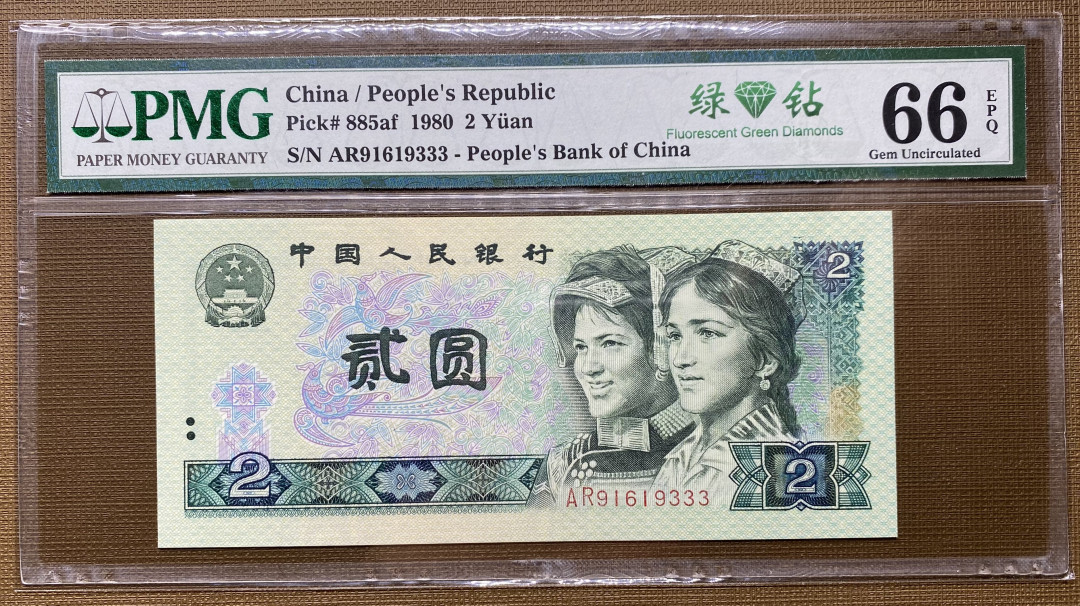 PMG
PAPER MONEY GUARANTY
China / People's Republic
Pick# 885af 1980 2 Yüan
S/N AR91619333 - People's Bank of China
绿 钻
Fluorescent Green Diamonds
66
EPQ
Gem Uncirculated
中国人民银行
2
贰圆
2
AR91619333
2